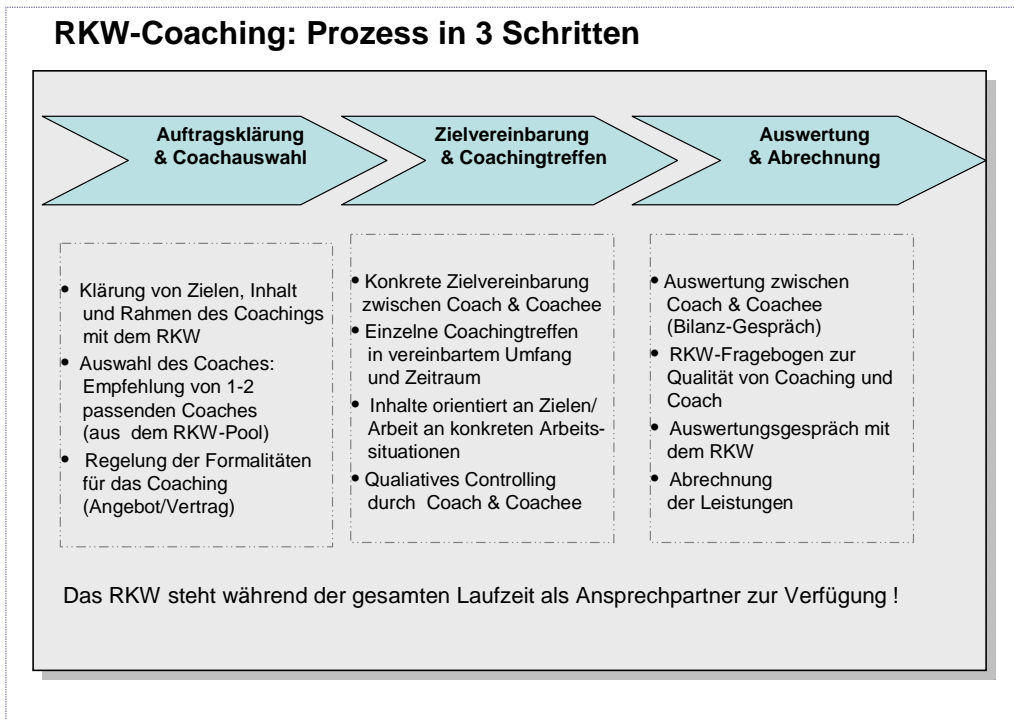 RKW-Coaching: Prozess in 3 Schritten
Auftragsklärung
& Coachauswahl
Zielvereinbarung
& Coachingtreffen
Auswertung
& Abrechnung
• Klärung von Zielen, Inhalt
und Rahmen des Coachings
mit dem RKW
• Auswahl des Coaches:
Empfehlung von 1-2
passenden Coaches
(aus dem RKW-Pool)
• Regelung der Formalitäten
für das Coaching
(Angebot/Vertrag)
• Konkrete Zielvereinbarung
zwischen Coach & Coachee
• Einzelne Coachingtreffen
in vereinbartem Umfang
und Zeitraum
• Inhalte orientiert an Zielen/
Arbeit an konkreten Arbeits-
situationen
• Qualiatives Controlling
durch Coach & Coachee
• Auswertung zwischen
Coach & Coachee
(Bilanz-Gespräch)
• RKW-Fragebogen zur
Qualität von Coaching und
Coach
• Auswertungsgespräch mit
dem RKW
• Abrechnung
der Leistungen
Das RKW steht während der gesamten Laufzeit als Ansprechpartner zur Verfügung !